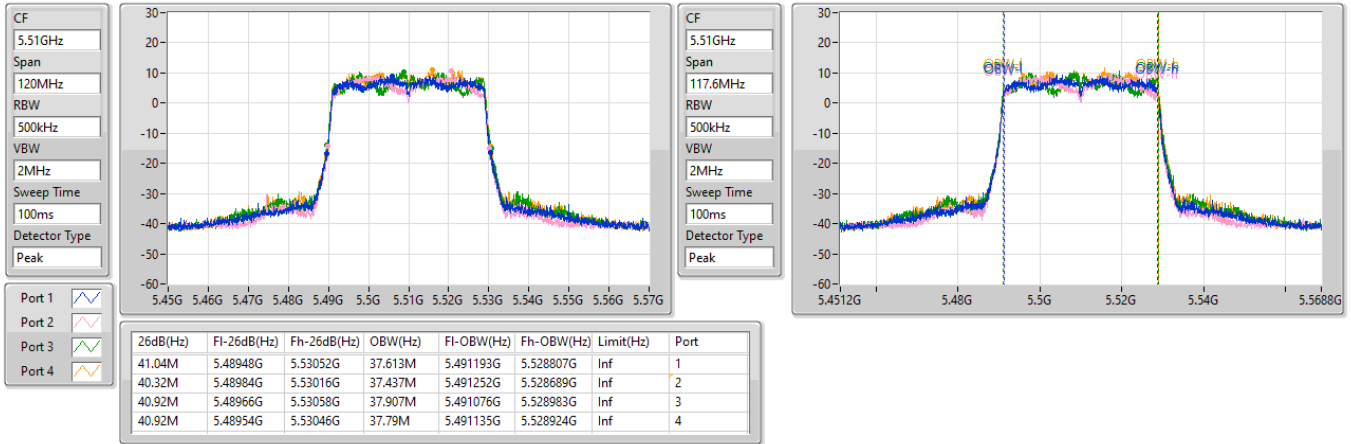 CF
5.51GHz
Span
120MHz
RBW
500kHz
VBW
2MHz
Sweep Time
100ms
Detector Type
Peak
30
20
10
0
-10
-20
-30
-40
-50
-60
5.45G 5.46G 5.47G 5.48G 5.49G 5.5G 5.51G 5.52G 5.53G 5.54G 5.55G 5.56G 5.57G
CF
5.51GHz
Span
117.6MHz
RBW
500kHz
VBW
2MHz
Sweep Time
100ms
Detector Type
Peak
30
20
10
0
-10
-20
-30
-40
-50
-60
OBW-l OBW-h
5.4512G 5.48G 5.5G 5.52G 5.54G 5.5688G
Port 1
Port 2
Port 3
Port 4
26dB(Hz) Fl-26dB(Hz) Fh-26dB(Hz) OBW(Hz) Fl-OBW(Hz) Fh-OBW(Hz) Limit(Hz) Port
41.04M 5.48948G 5.53052G 37.613M 5.491193G 5.528807G Inf 1
40.32M 5.48984G 5.53016G 37.437M 5.491252G 5.528689G Inf 2
40.92M 5.48966G 5.53058G 37.907M 5.491076G 5.528983G Inf 3
40.92M 5.48954G 5.53046G 37.79M 5.491135G 5.528924G Inf 4